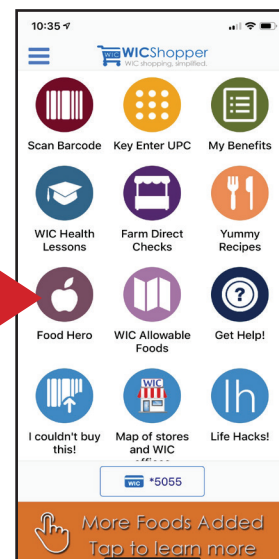 10:35
WICShopper
WIC shopping, simplified.
Scan Barcode Key Enter UPC My Benefits
WIC Health Farm Direct Yummy
Lessons Checks Recipes
Food Hero WIC Allowable Get Help!
Foods
?
WIC
lh
I couldn't buy Map of stores Life Hacks!
this! and WIC
WIC *5055
More Foods Added
Tap to learn more